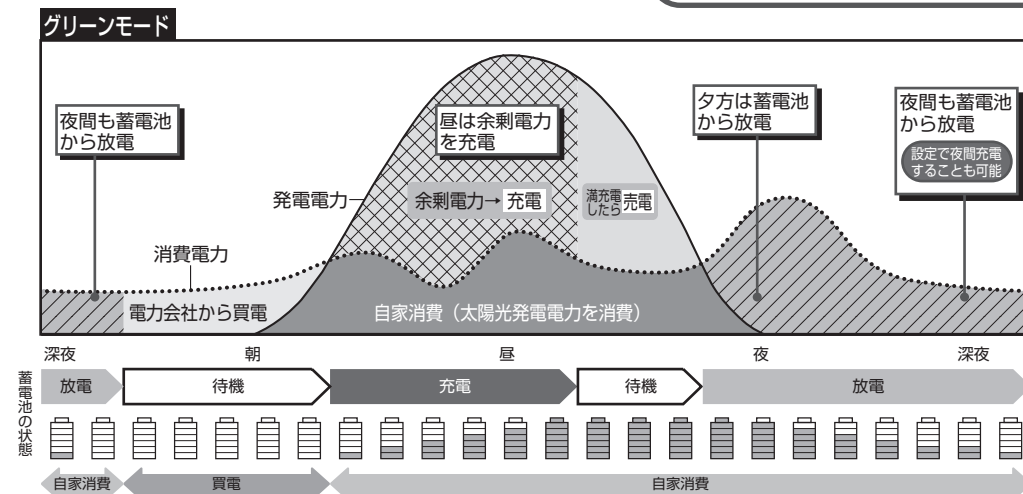 グリーンモード
夜間も蓄電池
から放電
昼は余剰電力
を充電
夕方は蓄電池
から放電
夜間も蓄電池
から放電
設定で夜間充電
することも可能
発電電力
余剰電力→ 充電
満充電
したら 売電
消費電力
電力会社から買電
自家消費（太陽光発電電力を消費）
深夜 朝 昼 夜 深夜
蓄電池の状態
放電 待機 充電 待機 放電
自家消費 買電 自家消費